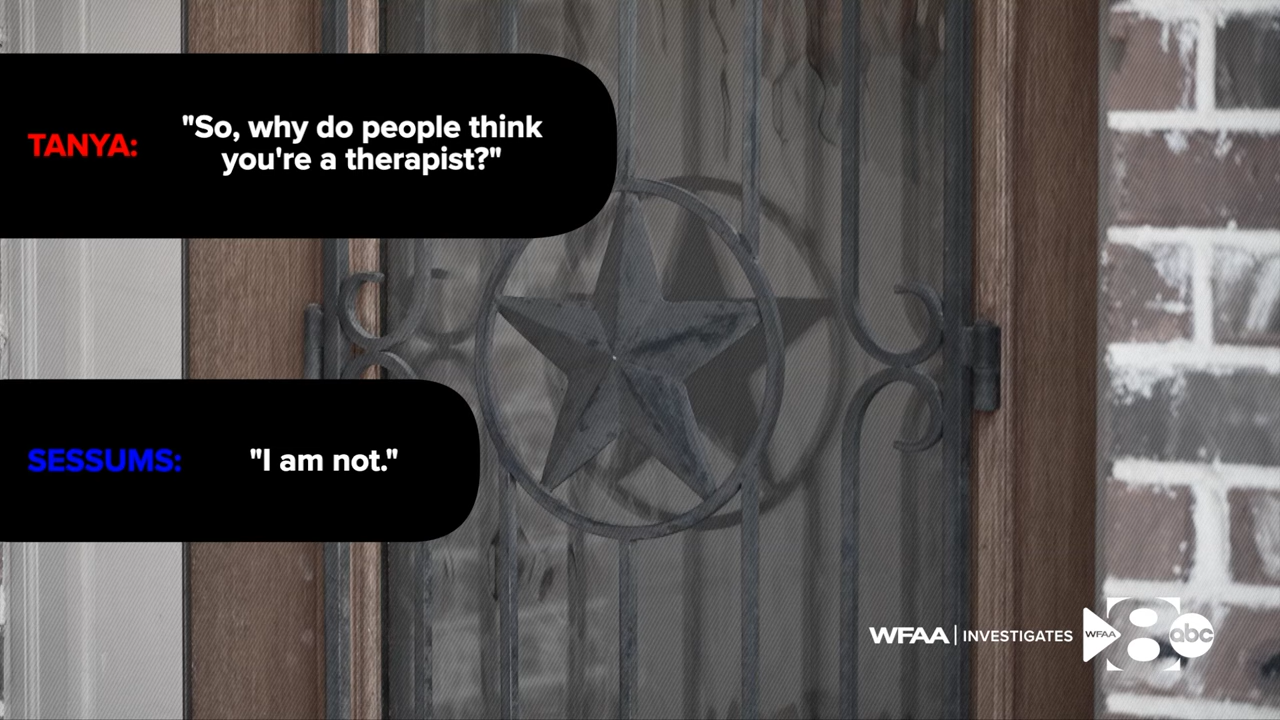 TANYA:
"So, why do people think
you're a therapist?"
SESSUMS:
"I am not."
WFAA | INVESTIGATES
WFAA 8 abc